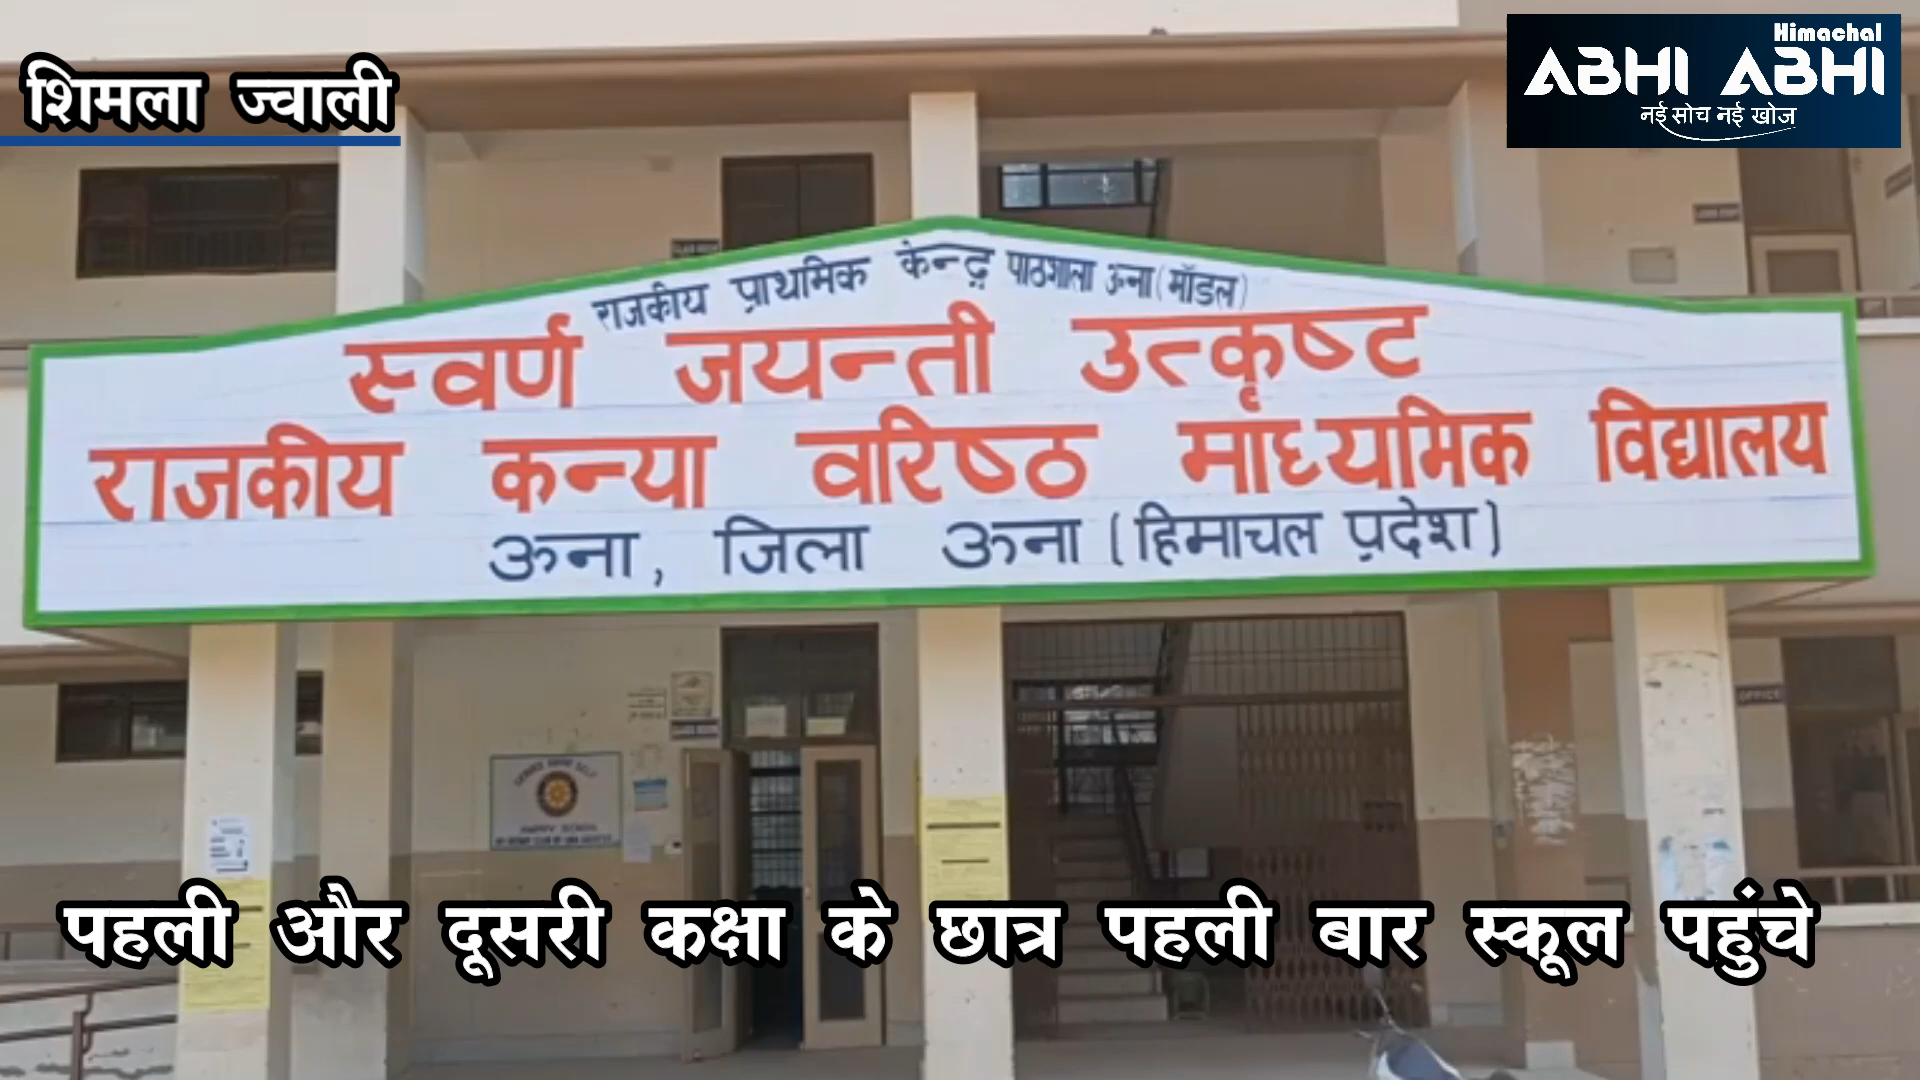 शिमला ज्वाली
Himachal
ABHI ABHI
नई सोच नई खोज
राजकीय प्राथमिक केन्द्र पाठशाला ऊना (मॉडल)
स्वर्ण जयन्ती उत्कृष्ट
राजकीय कन्या वरिष्ठ माध्यमिक विद्यालय
ऊना, जिला ऊना (हिमाचल प्रदेश)
OFFICE
पहली और दूसरी कक्षा के छात्र पहली बार स्कूल पहुंचे